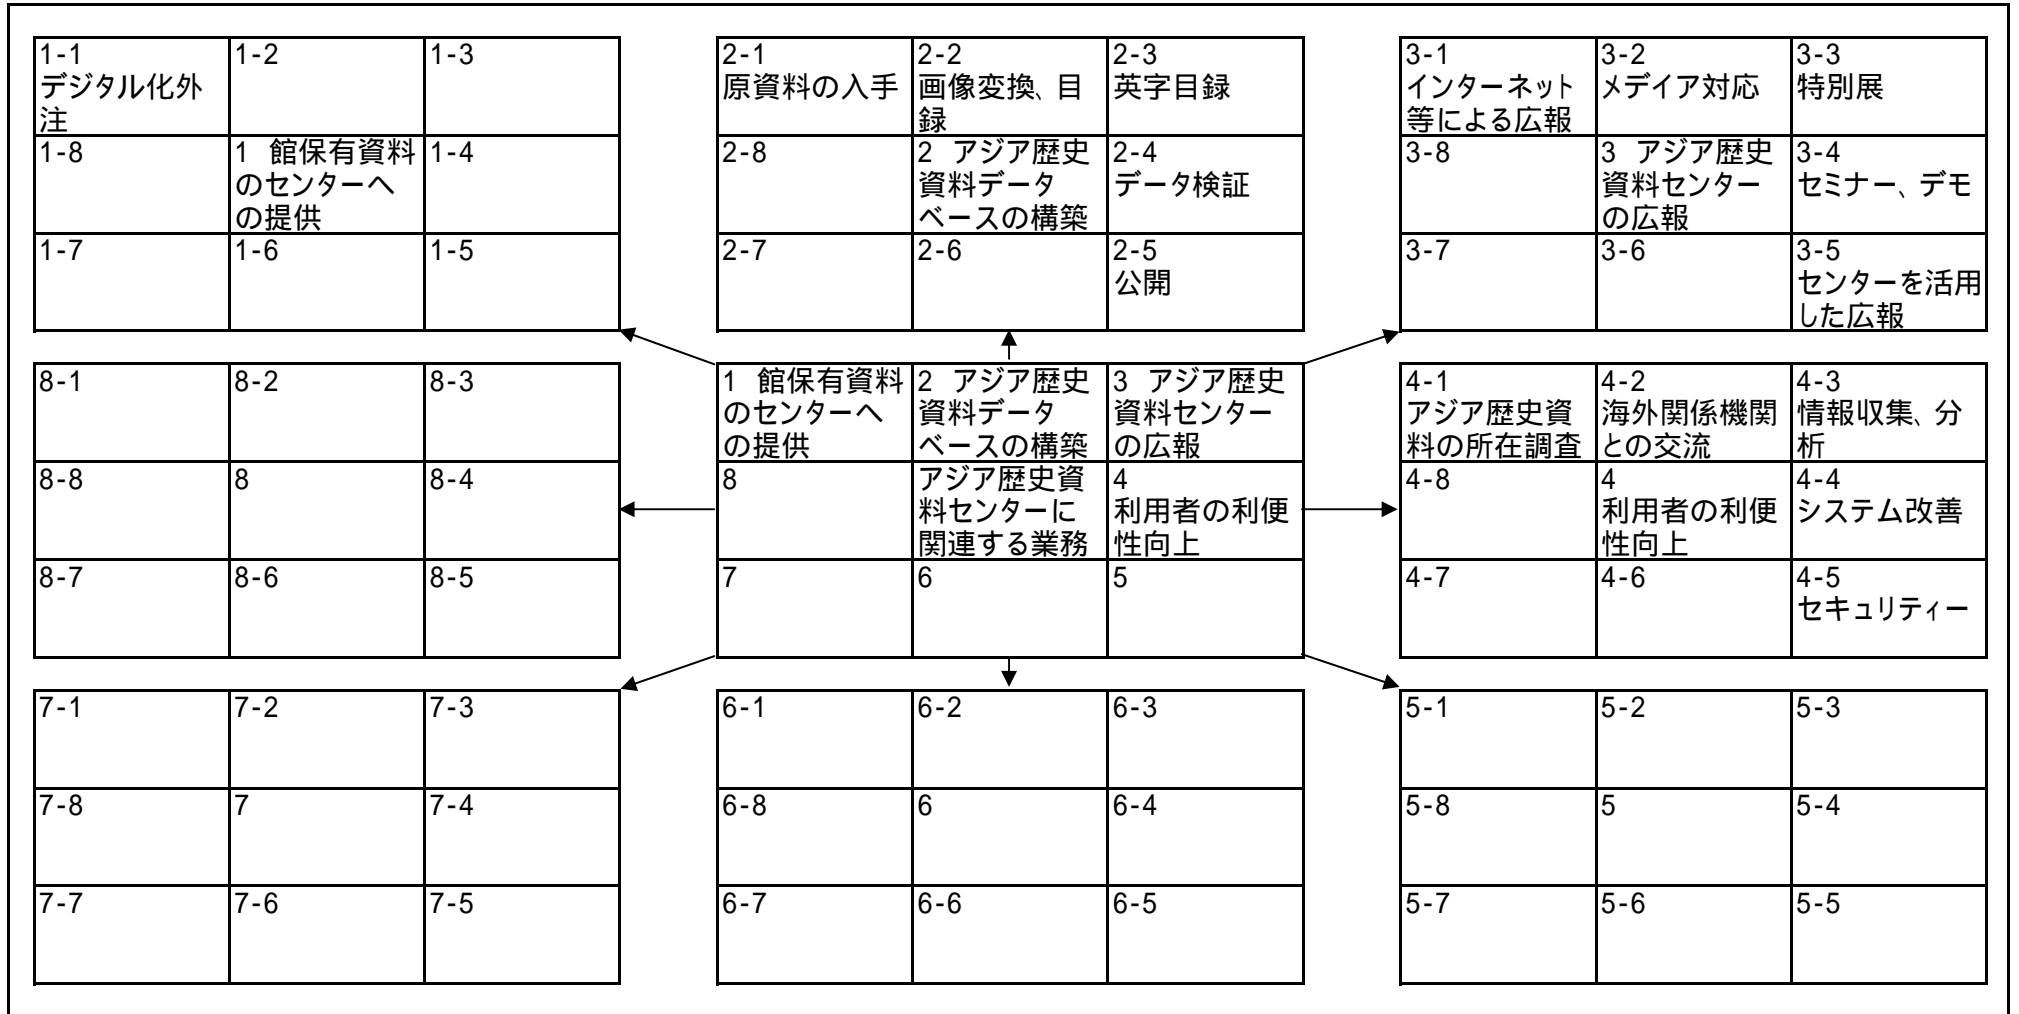 1-1
デジタル化外
注
1-2
1-3
1-8
1 館保有資料
のセンターへ
の提供
1-4
1-7
1-6
1-5
2-1
原資料の入手
2-2
画像変換、目
録
2-3
英字目録
2-8
2 アジア歴史
資料データ
ベースの構築
2-4
データ検証
2-7
2-6
2-5
公開
3-1
インターネット
等による広報
3-2
メデイア対応
3-3
特別展
3-8
3 アジア歴史
資料センター
の広報
3-4
セミナー、デモ
3-7
3-6
3-5
センターを活用
した広報
8-1
8-2
8-3
8-8
8
8-4
8-7
8-6
8-5
1 館保有資料
のセンターへ
の提供
2 アジア歴史
資料データ
ベースの構築
3 アジア歴史
資料センター
の広報
8
アジア歴史資
料センターに
関連する業務
4
利用者の利便
性向上
7
6
5
4-1
アジア歴史資
料の所在調査
4-2
海外関係機関
との交流
4-3
情報収集、分
析
4-8
4
利用者の利便
性向上
4-4
システム改善
4-7
4-6
4-5
セキュリティー
7-1
7-2
7-3
7-8
7
7-4
7-7
7-6
7-5
6-1
6-2
6-3
6-8
6
6-4
6-7
6-6
6-5
5-1
5-2
5-3
5-8
5
5-4
5-7
5-6
5-5